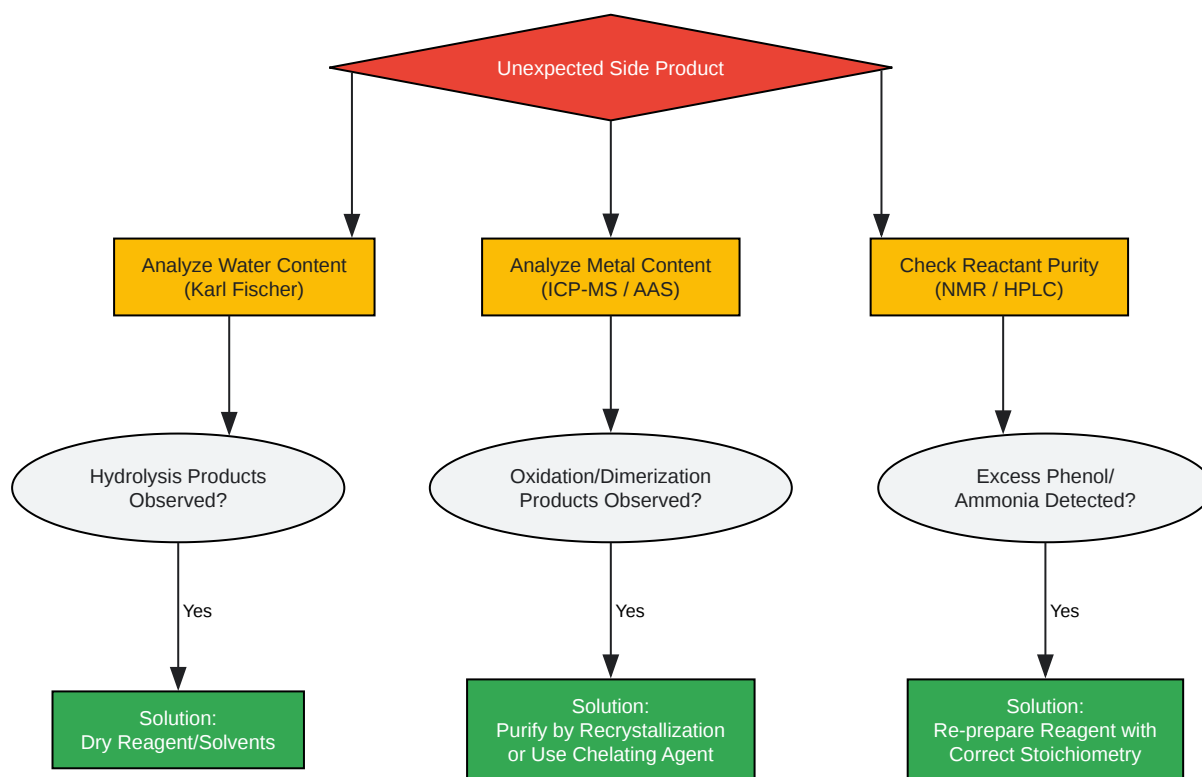 Unexpected Side Product
Analyze Water Content
(Karl Fischer)
Analyze Metal Content
(ICP-MS / AAS)
Check Reactant Purity
(NMR / HPLC)
Hydrolysis Products
Observed?
Oxidation/Dimerization
Products Observed?
Excess Phenol/
Ammonia Detected?
Yes
Yes
Yes
Solution:
Dry Reagent/Solvents
Solution:
Purify by Recrystallization
or Use Chelating Agent
Solution:
Re-prepare Reagent with
Correct Stoichiometry